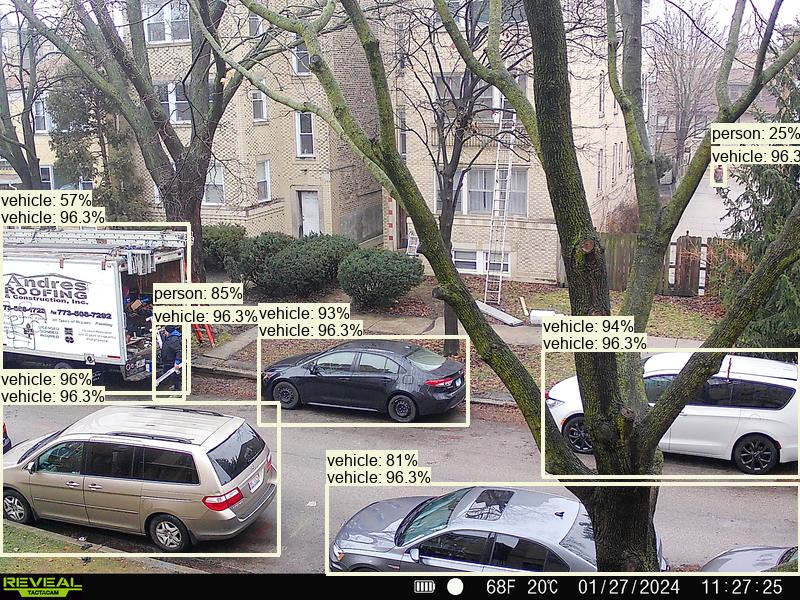 person: 25%
vehicle: 96.3
vehicle: 57%
vehicle: 96.3%
Andres
ROOFING
& Construction, Inc.
773-508-7292
person: 85%
vehicle: 96.3%
vehicle: 93%
vehicle: 96.3%
vehicle: 94%
vehicle: 96.3%
vehicle: 96%
vehicle: 96.3%
vehicle: 81%
vehicle: 96.3%
REVEAL
TACTACAM
68F 20°C 01/27/2024 11:27:25